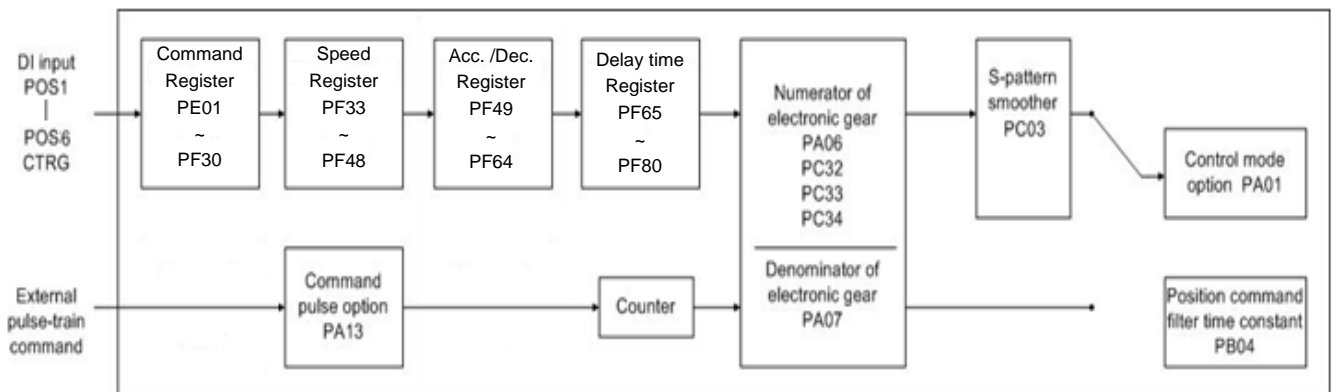 DI input
POS1
|
POS6
CTRG
Command
Register
PE01
~
PF30
Speed
Register
PF33
~
PF48
Acc. /Dec.
Register
PF49
~
PF64
Delay time
Register
PF65
~
PF80
Numerator of
electronic gear
PA06
PC32
PC33
PC34
Denominator of
electronic gear
PA07
S-pattern
smoother
PC03
Control mode
option PA01
External
pulse-train
command
Command
pulse option
PA13
Counter
Position command
filter time constant
PB04